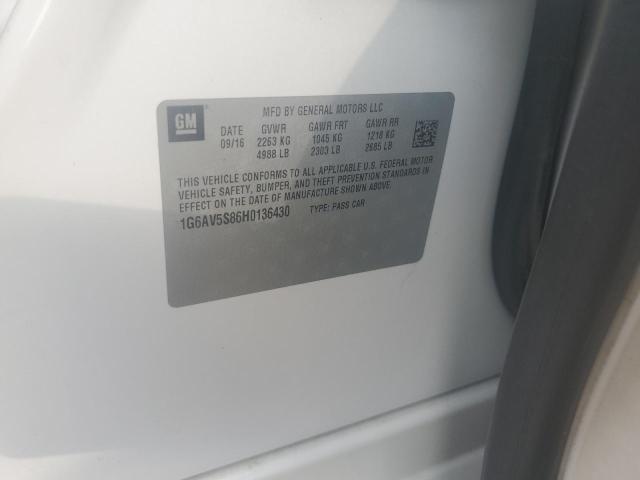 MFD BY GENERAL MOTORS LLC
GM
DATE GVWR GAWR FRT GAWR RR
09/16 2263 KG 1045 KG 1218 KG
4988 LB 2303 LB 2685 LB
THIS VEHICLE CONFORMS TO ALL APPLICABLE U.S. FEDERAL MOTOR
VEHICLE SAFETY, BUMPER, AND THEFT PREVENTION STANDARDS IN
EFFECT ON THE DATE OF MANUFACTURE SHOWN ABOVE.
1G6AV5S86H0136430 TYPE: PASS CAR